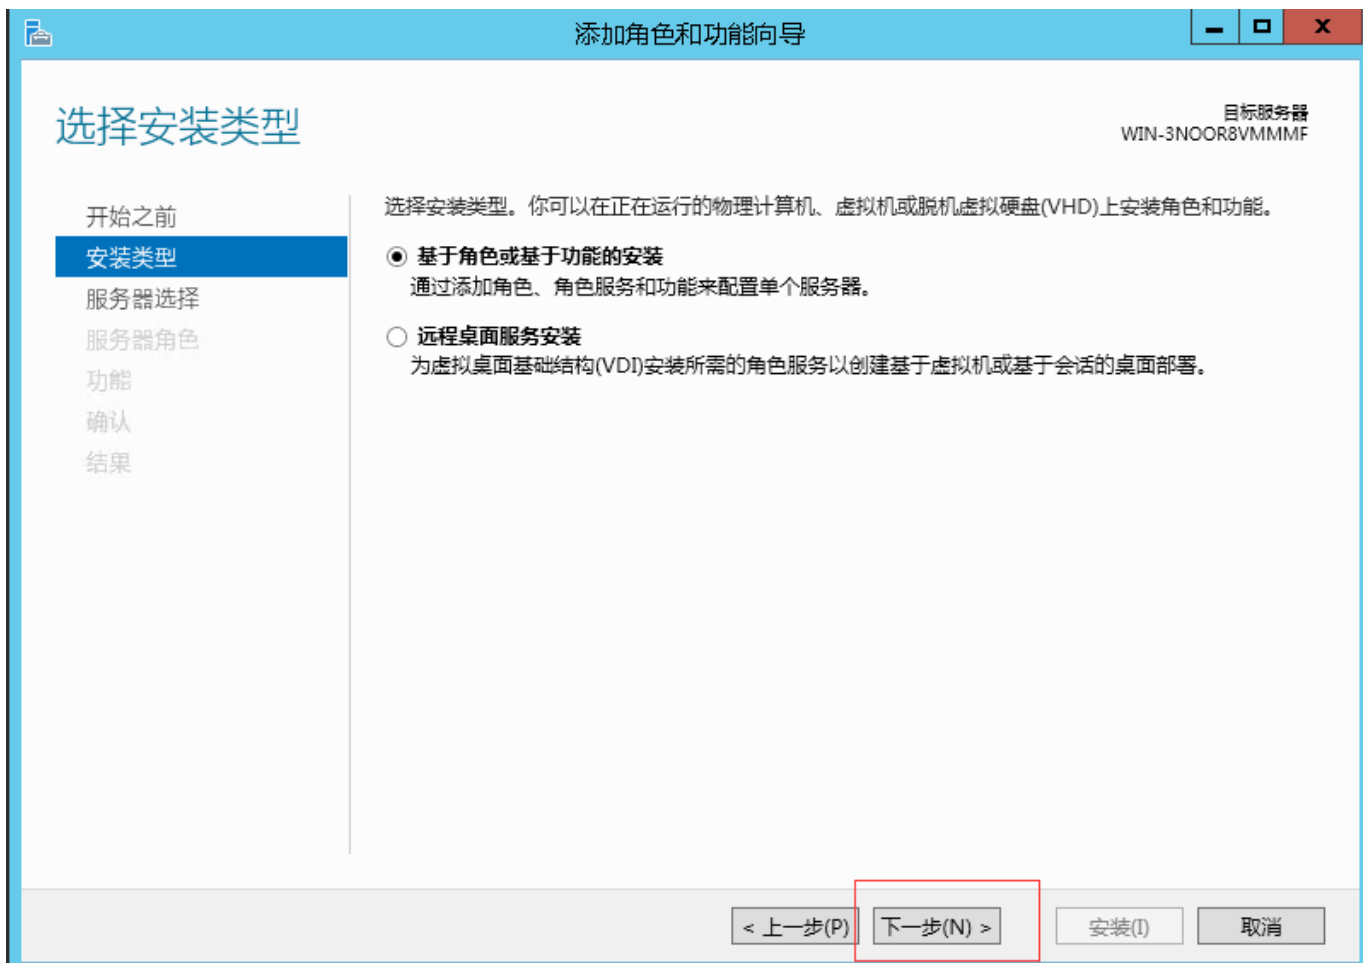 添加角色和功能向导
选择安装类型
目标服务器
WIN-3NOOR8VMMMF
开始之前
安装类型
服务器选择
服务器角色
功能
确认
结果
选择安装类型。你可以在正在运行的物理计算机、虚拟机或脱机虚拟硬盘(VHD)上安装角色和功能。
基于角色或基于功能的安装
通过添加角色、角色服务和功能来配置单个服务器。
远程桌面服务安装
为虚拟桌面基础结构(VDI)安装所需的角色服务以创建基于虚拟机或基于会话的桌面部署。
< 上一步(P)
下一步(N) >
安装(I)
取消